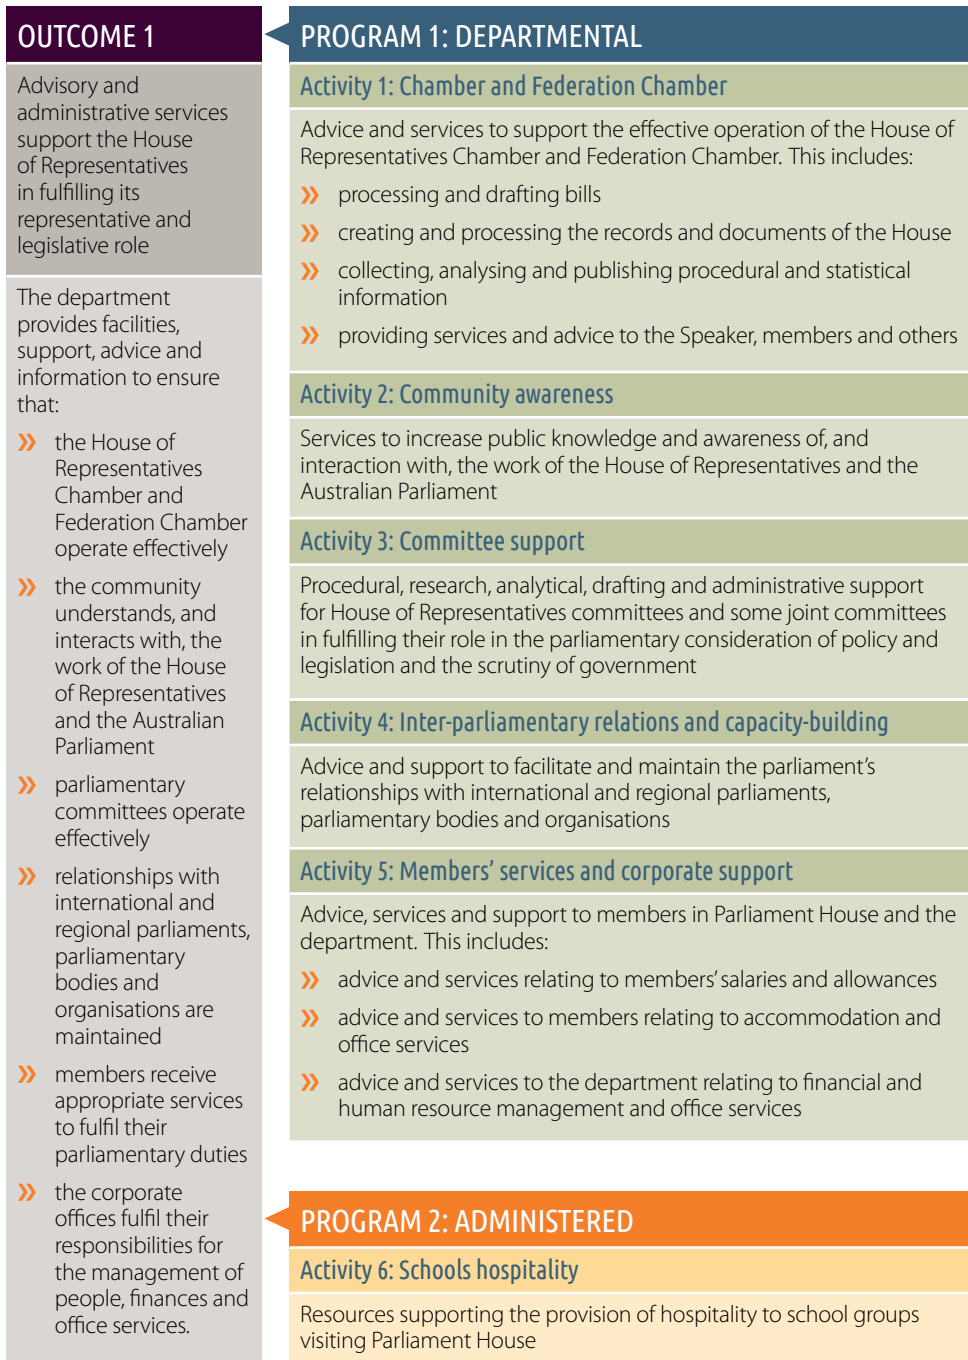 OUTCOME 1
Advisory and
administrative services
support the House
of Representatives
in fulfilling its
representative and
legislative role
The department
provides facilities,
support, advice and
information to ensure
that:
the House of
Representatives
Chamber and
Federation Chamber
operate effectively
the community
understands, and
interacts with, the
work of the House
of Representatives
and the Australian
Parliament
parliamentary
committees operate
effectively
relationships with
international and
regional parliaments,
parliamentary
bodies and
organisations are
maintained
members receive
appropriate services
to fulfil their
parliamentary duties
the corporate
offices fulfil their
responsibilities for
the management of
people, finances and
office services.
PROGRAM 1: DEPARTMENTAL
Activity 1: Chamber and Federation Chamber
Advice and services to support the effective operation of the House of
Representatives Chamber and Federation Chamber. This includes:
processing and drafting bills
creating and processing the records and documents of the House
collecting, analysing and publishing procedural and statistical
information
providing services and advice to the Speaker, members and others
Activity 2: Community awareness
Services to increase public knowledge and awareness of, and
interaction with, the work of the House of Representatives and the
Australian Parliament
Activity 3: Committee support
Procedural, research, analytical, drafting and administrative support
for House of Representatives committees and some joint committees
in fulfilling their role in the parliamentary consideration of policy and
legislation and the scrutiny of government
Activity 4: Inter-parliamentary relations and capacity-building
Advice and support to facilitate and maintain the parliament’s
relationships with international and regional parliaments,
parliamentary bodies and organisations
Activity 5: Members’ services and corporate support
Advice, services and support to members in Parliament House and the
department. This includes:
advice and services relating to members’ salaries and allowances
advice and services to members relating to accommodation and
office services
advice and services to the department relating to financial and
human resource management and office services
PROGRAM 2: ADMINISTERED
Activity 6: Schools hospitality
Resources supporting the provision of hospitality to school groups
visiting Parliament House